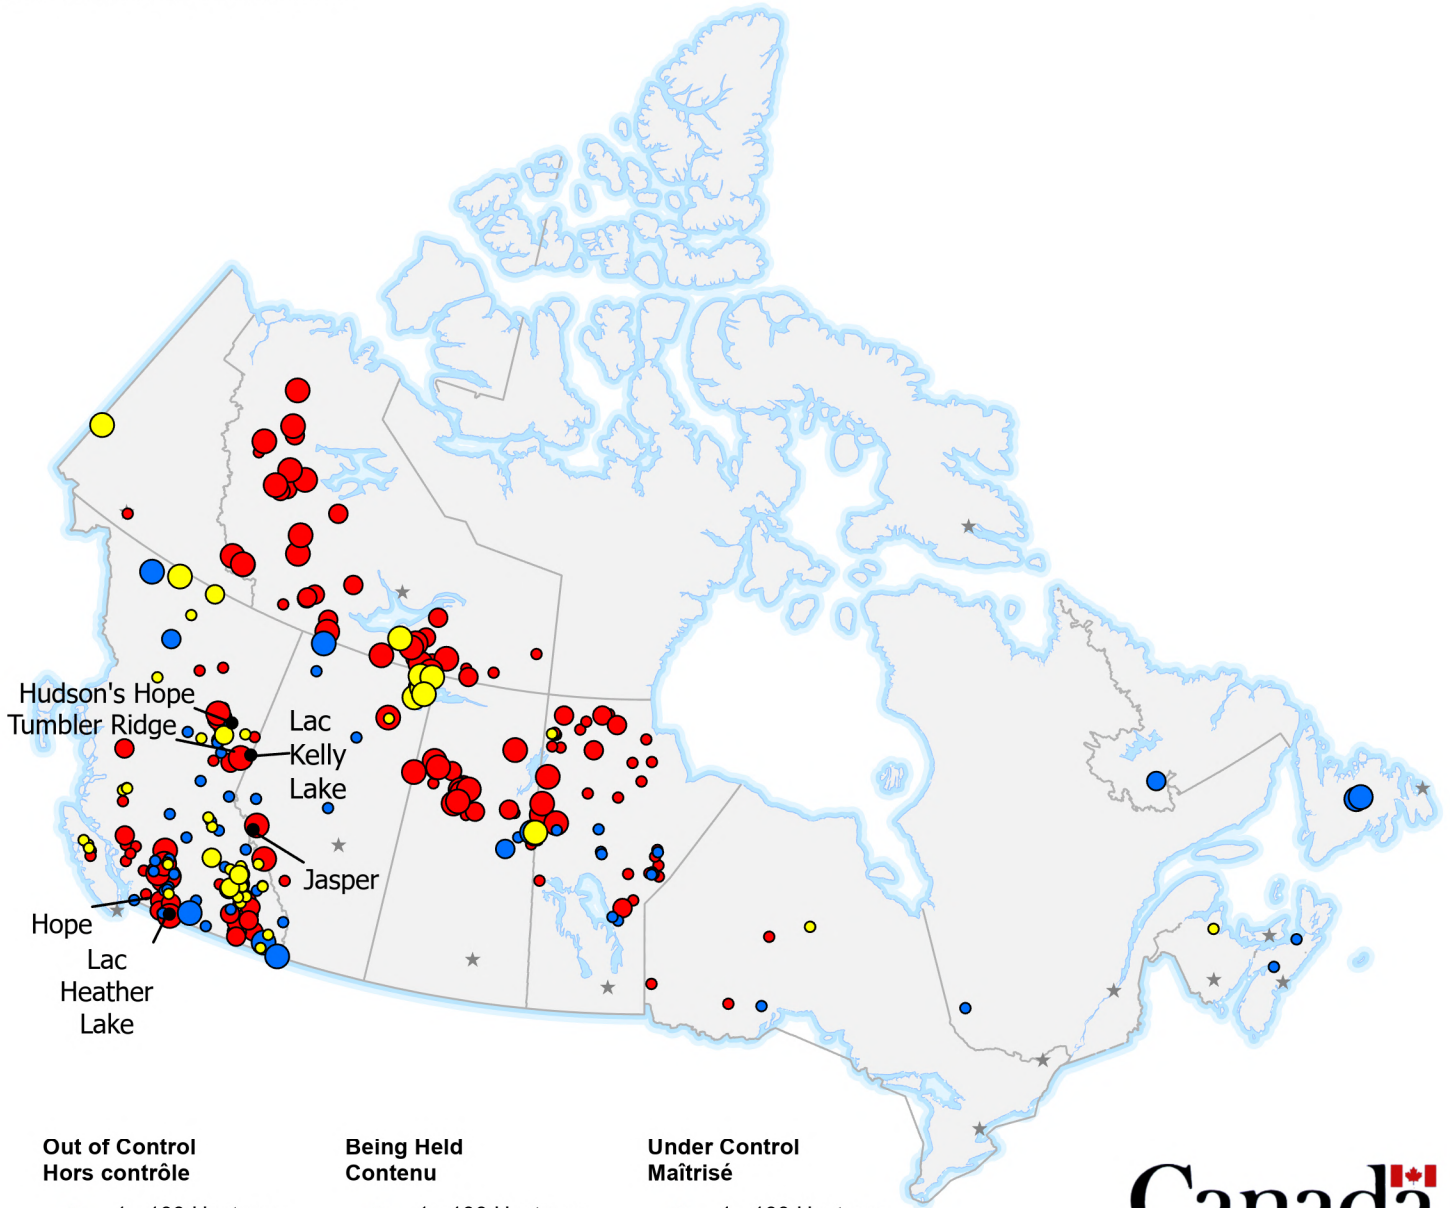 Hudson's Hope
Tumbler Ridge
Lac
Kelly
Lake
Jasper
Hope
Lac
Heather
Lake
Out of Control
Hors contrôle
Being Held
Contenu
Under Control
Maîtrisé
Canada